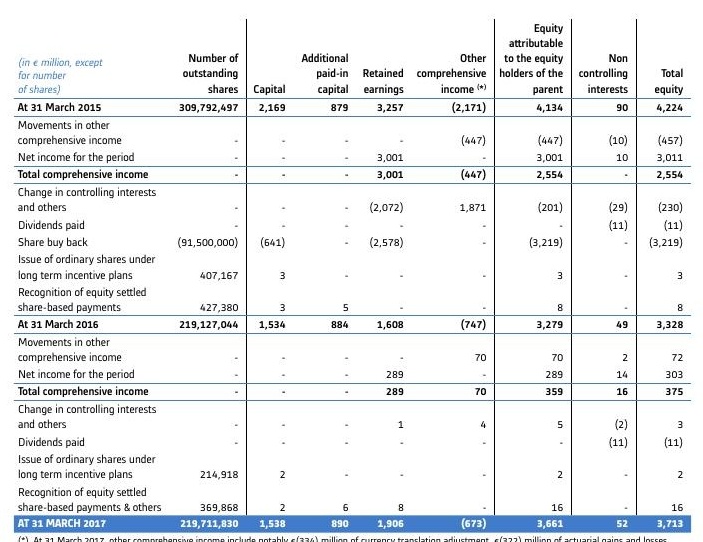 (in € million, except for number of shares) Number of outstanding shares Capital Additional paid-in capital Retained earnings Other comprehensive income (*) Equity attributable to the equity holders of the parent Non controlling interests Total equity
At 31 March 2015 309,792,497 2,169 879 3,257 (2,171) 4,134 90 4,224
Movements in other
comprehensive income - - - - (447) (447) (10) (457)
Net income for the period - - - 3,001 - 3,001 10 3,011
Total comprehensive income - - - 3,001 (447) 2,554 - 2,554
Change in controlling interests
and others - - - (2,072) 1,871 (201) (29) (230)
Dividends paid - - - - - - (11) (11)
Share buy back (91,500,000) (641) - (2,578) - (3,219) - (3,219)
Issue of ordinary shares under
long term incentive plans 407,167 3 - - - 3 - 3
Recognition of equity settled
share-based payments 427,380 3 5 - - 8 - 8
At 31 March 2016 219,127,044 1,534 884 1,608 (747) 3,279 49 3,328
Movements in other
comprehensive income - - - - 70 70 2 72
Net income for the period - - - 289 - 289 14 303
Total comprehensive income - - - 289 70 359 16 375
Change in controlling interests
and others - - - 1 4 5 (2) 3
Dividends paid - - - - - - (11) (11)
Issue of ordinary shares under
long term incentive plans 214,918 2 - - - 2 - 2
Recognition of equity settled
share-based payments & others 369,868 2 6 8 - 16 - 16
AT 31 MARCH 2017 219,711,830 1,538 890 1,906 (673) 3,661 52 3,713
(*) At 31 March 2017, other comprehensive income include notably €(334) million of currency translation adjustment, €(322) million of actuarial gains and losses